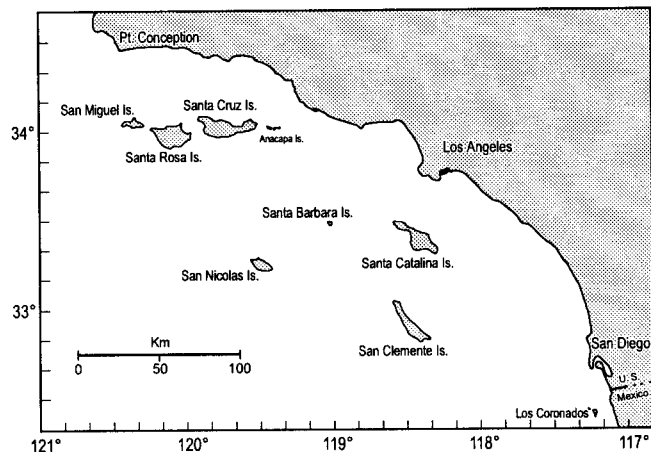 Pt. Conception
San Miguel Is.
Santa Cruz Is.
34°
Santa Rosa Is.
Anacapa Is.
Los Angeles
Santa Barbara Is.
Santa Catalina Is.
San Nicolas Is.
33°
Km
0 50 100
San Clemente Is.
San Diego
U.S.
Mexico
Los Coronados
121° 120° 119° 118° 117°